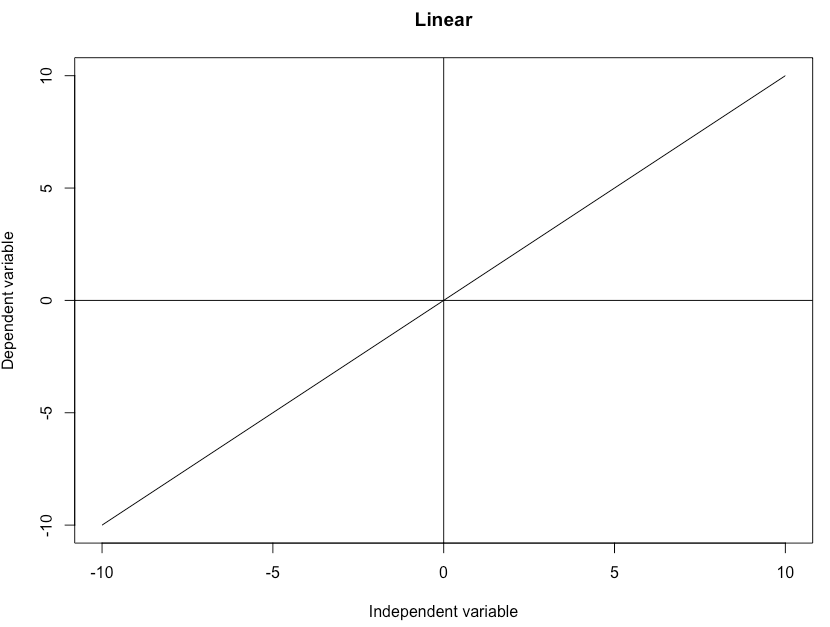 Linear
Dependent variable
10
5
0
-5
-10
-10 -5 0 5 10
Independent variable